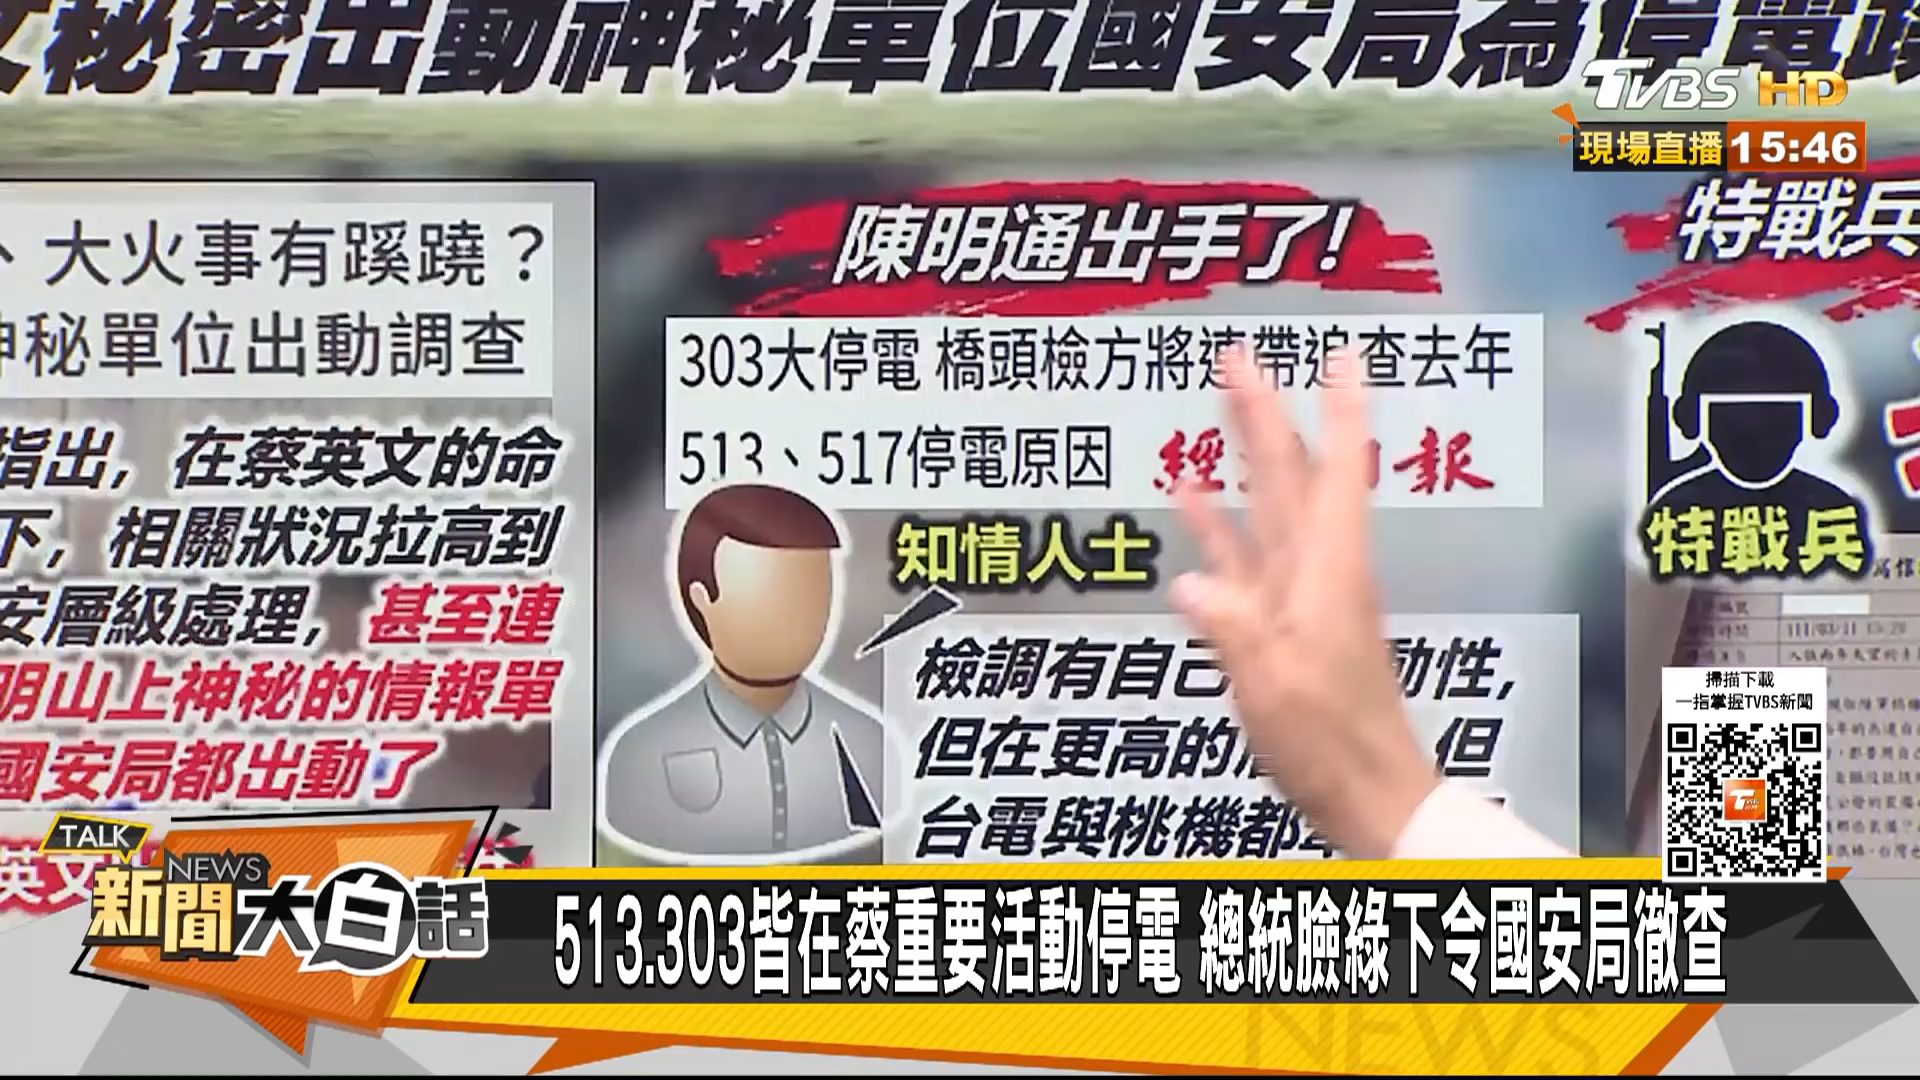 文秘密出動神秘單位國安局為停電
TVBS HD
現場直播 15:46
、大火事有蹊蹺？
神秘單位出動調查
指出，在蔡英文的命
下，相關狀況拉高到
安層級處理，甚至連
明山上神秘的情報單
國安局都出動了
英文
陳明通出手了！
303大停電 橋頭檢方將連帶追查去年
513、517停電原因 經濟日報
知情人士
檢調有自己 動性，
但在更高的 但
台電與桃機都
特戰兵
特戰兵
掃描下載
一指掌握TVBS新聞
TALK
NEWS
新聞大白話
513.303皆在蔡重要活動停電 總統臉綠下令國安局徹查
NEWS